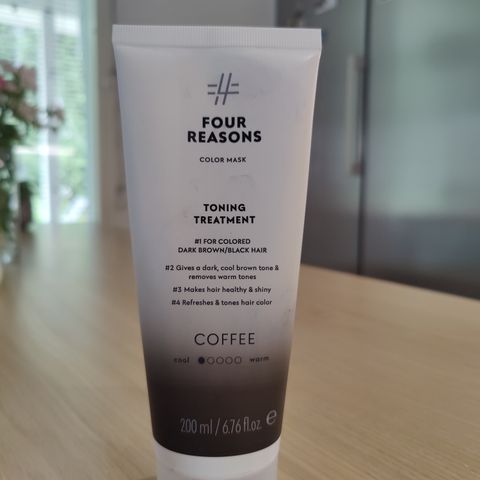 FOUR
REASONS
COLOR MASK
TONING
TREATMENT
#1 FOR COLORED
DARK BROWN/BLACK HAIR
#2 Gives a dark, cool brown tone &
removes warm tones
#3 Makes hair healthy & shiny
#4 Refreshes & tones hair color
COFFEE
cool warm
200 ml / 6.76 fl.oz. ℮